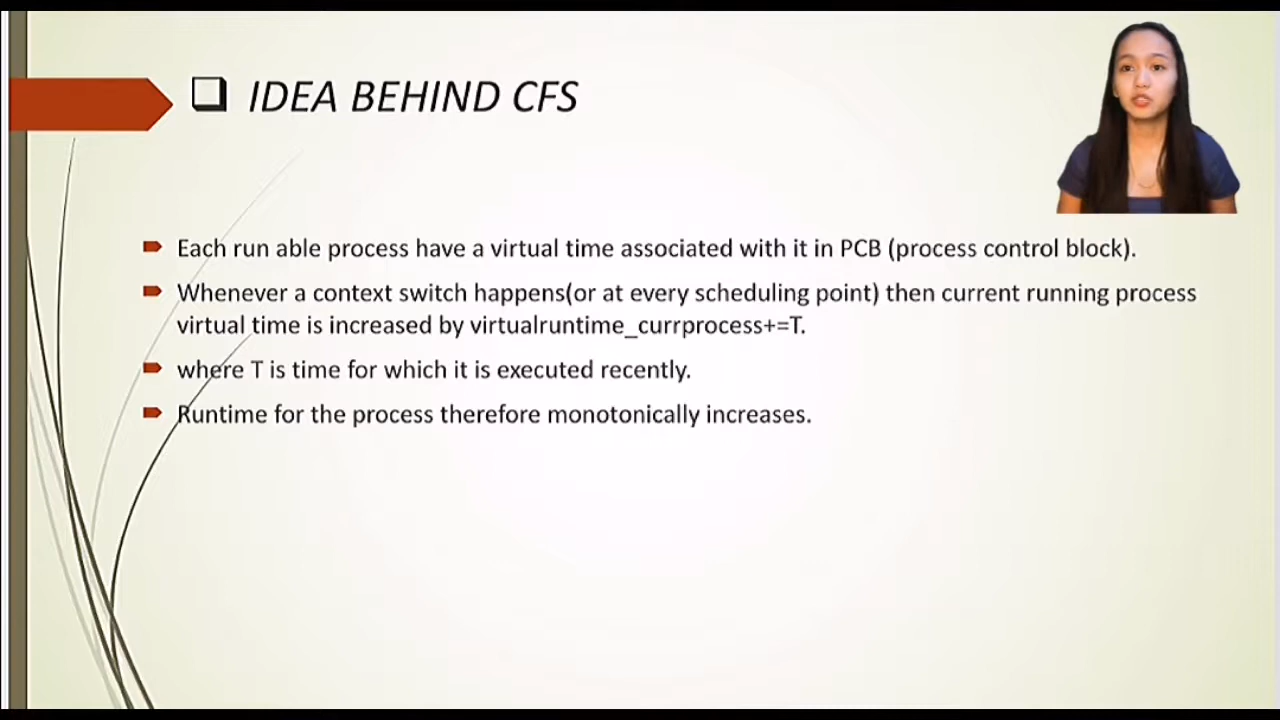 IDEA BEHIND CFS
Each run able process have a virtual time associated with it in PCB (process control block).
Whenever a context switch happens(or at every scheduling point) then current running process
virtual time is increased by virtualruntime_currprocess+=T.
where T is time for which it is executed recently.
Runtime for the process therefore monotonically increases.